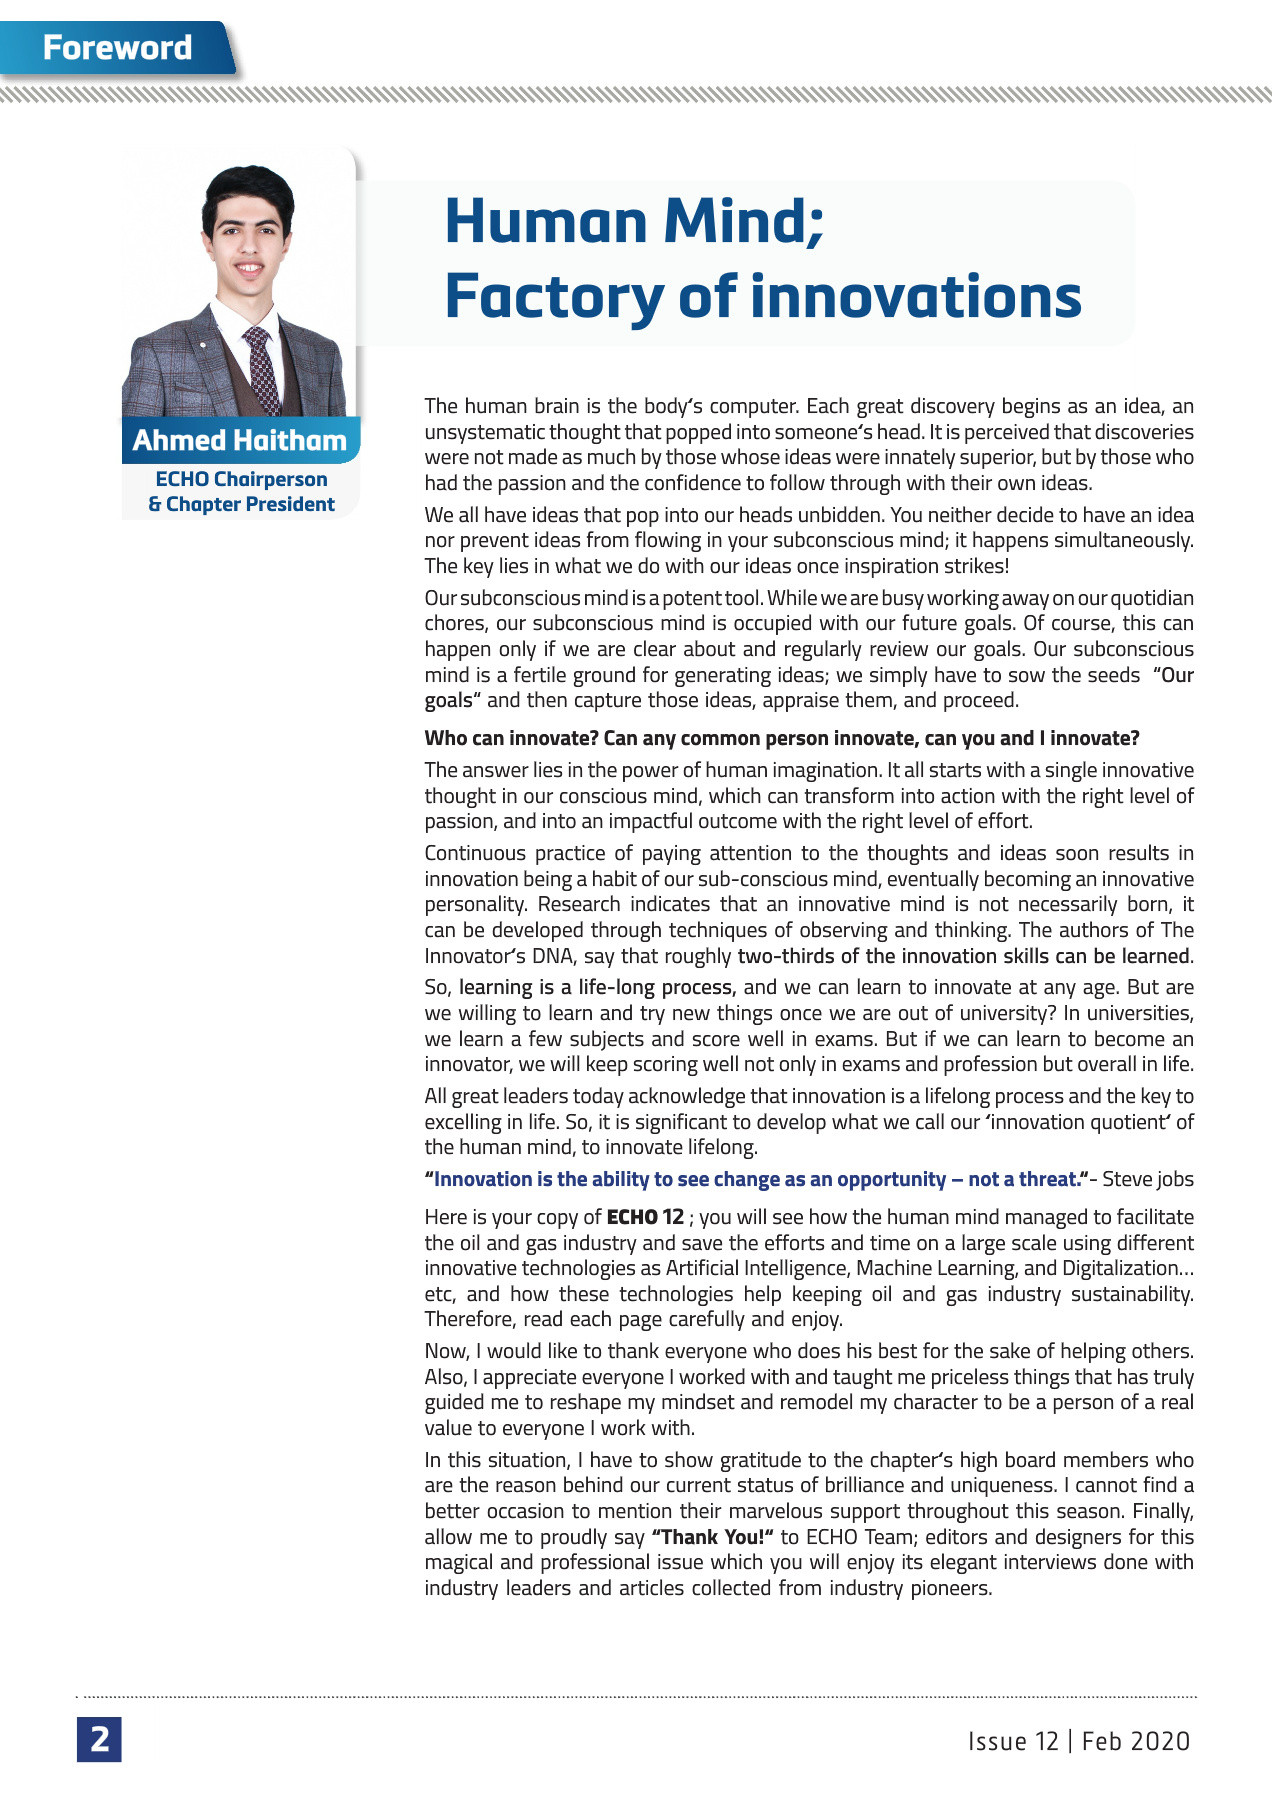 Foreword
Human Mind;
Factory of innovations
Ahmed Haitham
ECHO Chairperson
& Chapter President
The human brain is the body‘s computer. Each great discovery begins as an idea, an
unsystematic thought that popped into someone‘s head. It is perceived that discoveries
were not made as much by those whose ideas were innately superior, but by those who
had the passion and the confidence to follow through with their own ideas.
We all have ideas that pop into our heads unbidden. You neither decide to have an idea
nor prevent ideas from flowing in your subconscious mind; it happens simultaneously.
The key lies in what we do with our ideas once inspiration strikes!
Our subconscious mind is a potent tool. While we are busy working away on our quotidian
chores, our subconscious mind is occupied with our future goals. Of course, this can
happen only if we are clear about and regularly review our goals. Our subconscious
mind is a fertile ground for generating ideas; we simply have to sow the seeds “Our
goals“ and then capture those ideas, appraise them, and proceed.
Who can innovate? Can any common person innovate, can you and I innovate?
The answer lies in the power of human imagination. It all starts with a single innovative
thought in our conscious mind, which can transform into action with the right level of
passion, and into an impactful outcome with the right level of effort.
Continuous practice of paying attention to the thoughts and ideas soon results in
innovation being a habit of our sub-conscious mind, eventually becoming an innovative
personality. Research indicates that an innovative mind is not necessarily born, it
can be developed through techniques of observing and thinking. The authors of The
Innovator‘s DNA, say that roughly two-thirds of the innovation skills can be learned.
So, learning is a life-long process, and we can learn to innovate at any age. But are
we willing to learn and try new things once we are out of university? In universities,
we learn a few subjects and score well in exams. But if we can learn to become an
innovator, we will keep scoring well not only in exams and profession but overall in life.
All great leaders today acknowledge that innovation is a lifelong process and the key to
excelling in life. So, it is significant to develop what we call our ‘innovation quotient‘ of
the human mind, to innovate lifelong.
“Innovation is the ability to see change as an opportunity – not a threat.“- Steve jobs
Here is your copy of ECHO 12 ; you will see how the human mind managed to facilitate
the oil and gas industry and save the efforts and time on a large scale using different
innovative technologies as Artificial Intelligence, Machine Learning, and Digitalization…
etc, and how these technologies help keeping oil and gas industry sustainability.
Therefore, read each page carefully and enjoy.
Now, I would like to thank everyone who does his best for the sake of helping others.
Also, I appreciate everyone I worked with and taught me priceless things that has truly
guided me to reshape my mindset and remodel my character to be a person of a real
value to everyone I work with.
In this situation, I have to show gratitude to the chapter‘s high board members who
are the reason behind our current status of brilliance and uniqueness. I cannot find a
better occasion to mention their marvelous support throughout this season. Finally,
allow me to proudly say “Thank You!“ to ECHO Team; editors and designers for this
magical and professional issue which you will enjoy its elegant interviews done with
industry leaders and articles collected from industry pioneers.
2
Issue 12 | Feb 2020